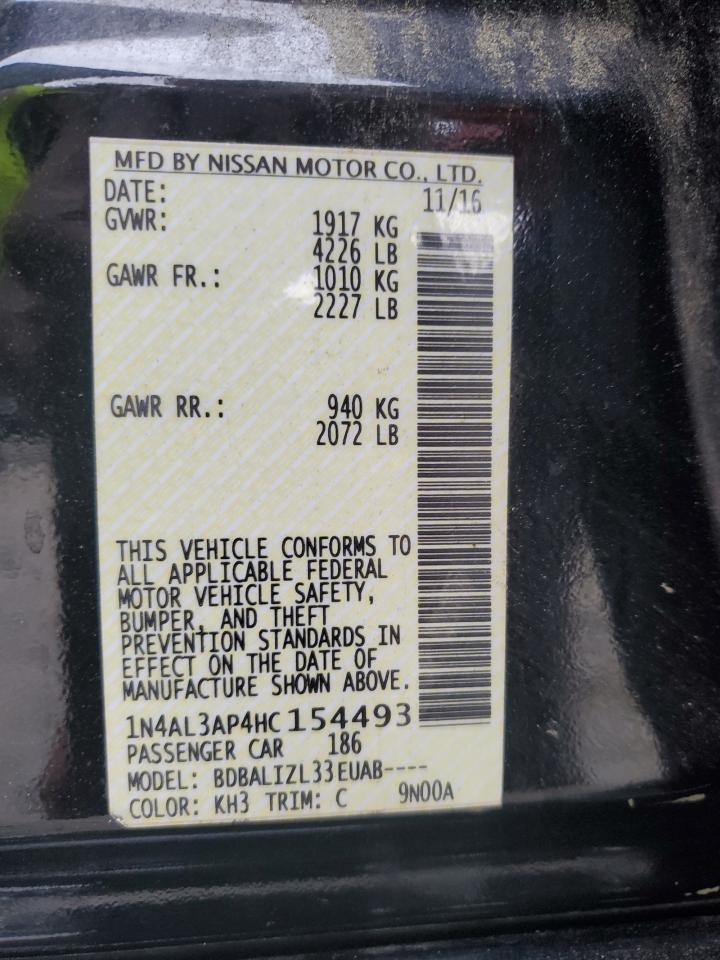 MFD BY NISSAN MOTOR CO., LTD.
DATE: 11/16
GVWR: 1917 KG
4226 LB
GAWR FR.: 1010 KG
2227 LB
GAWR RR.: 940 KG
2072 LB
THIS VEHICLE CONFORMS TO
ALL APPLICABLE FEDERAL
MOTOR VEHICLE SAFETY,
BUMPER, AND THEFT
PREVENTION STANDARDS IN
EFFECT ON THE DATE OF
MANUFACTURE SHOWN ABOVE.
1N4AL3AP4HC154493
PASSENGER CAR 186
MODEL: BDBALIZL33EUAB----
COLOR: KH3 TRIM: C 9N00A